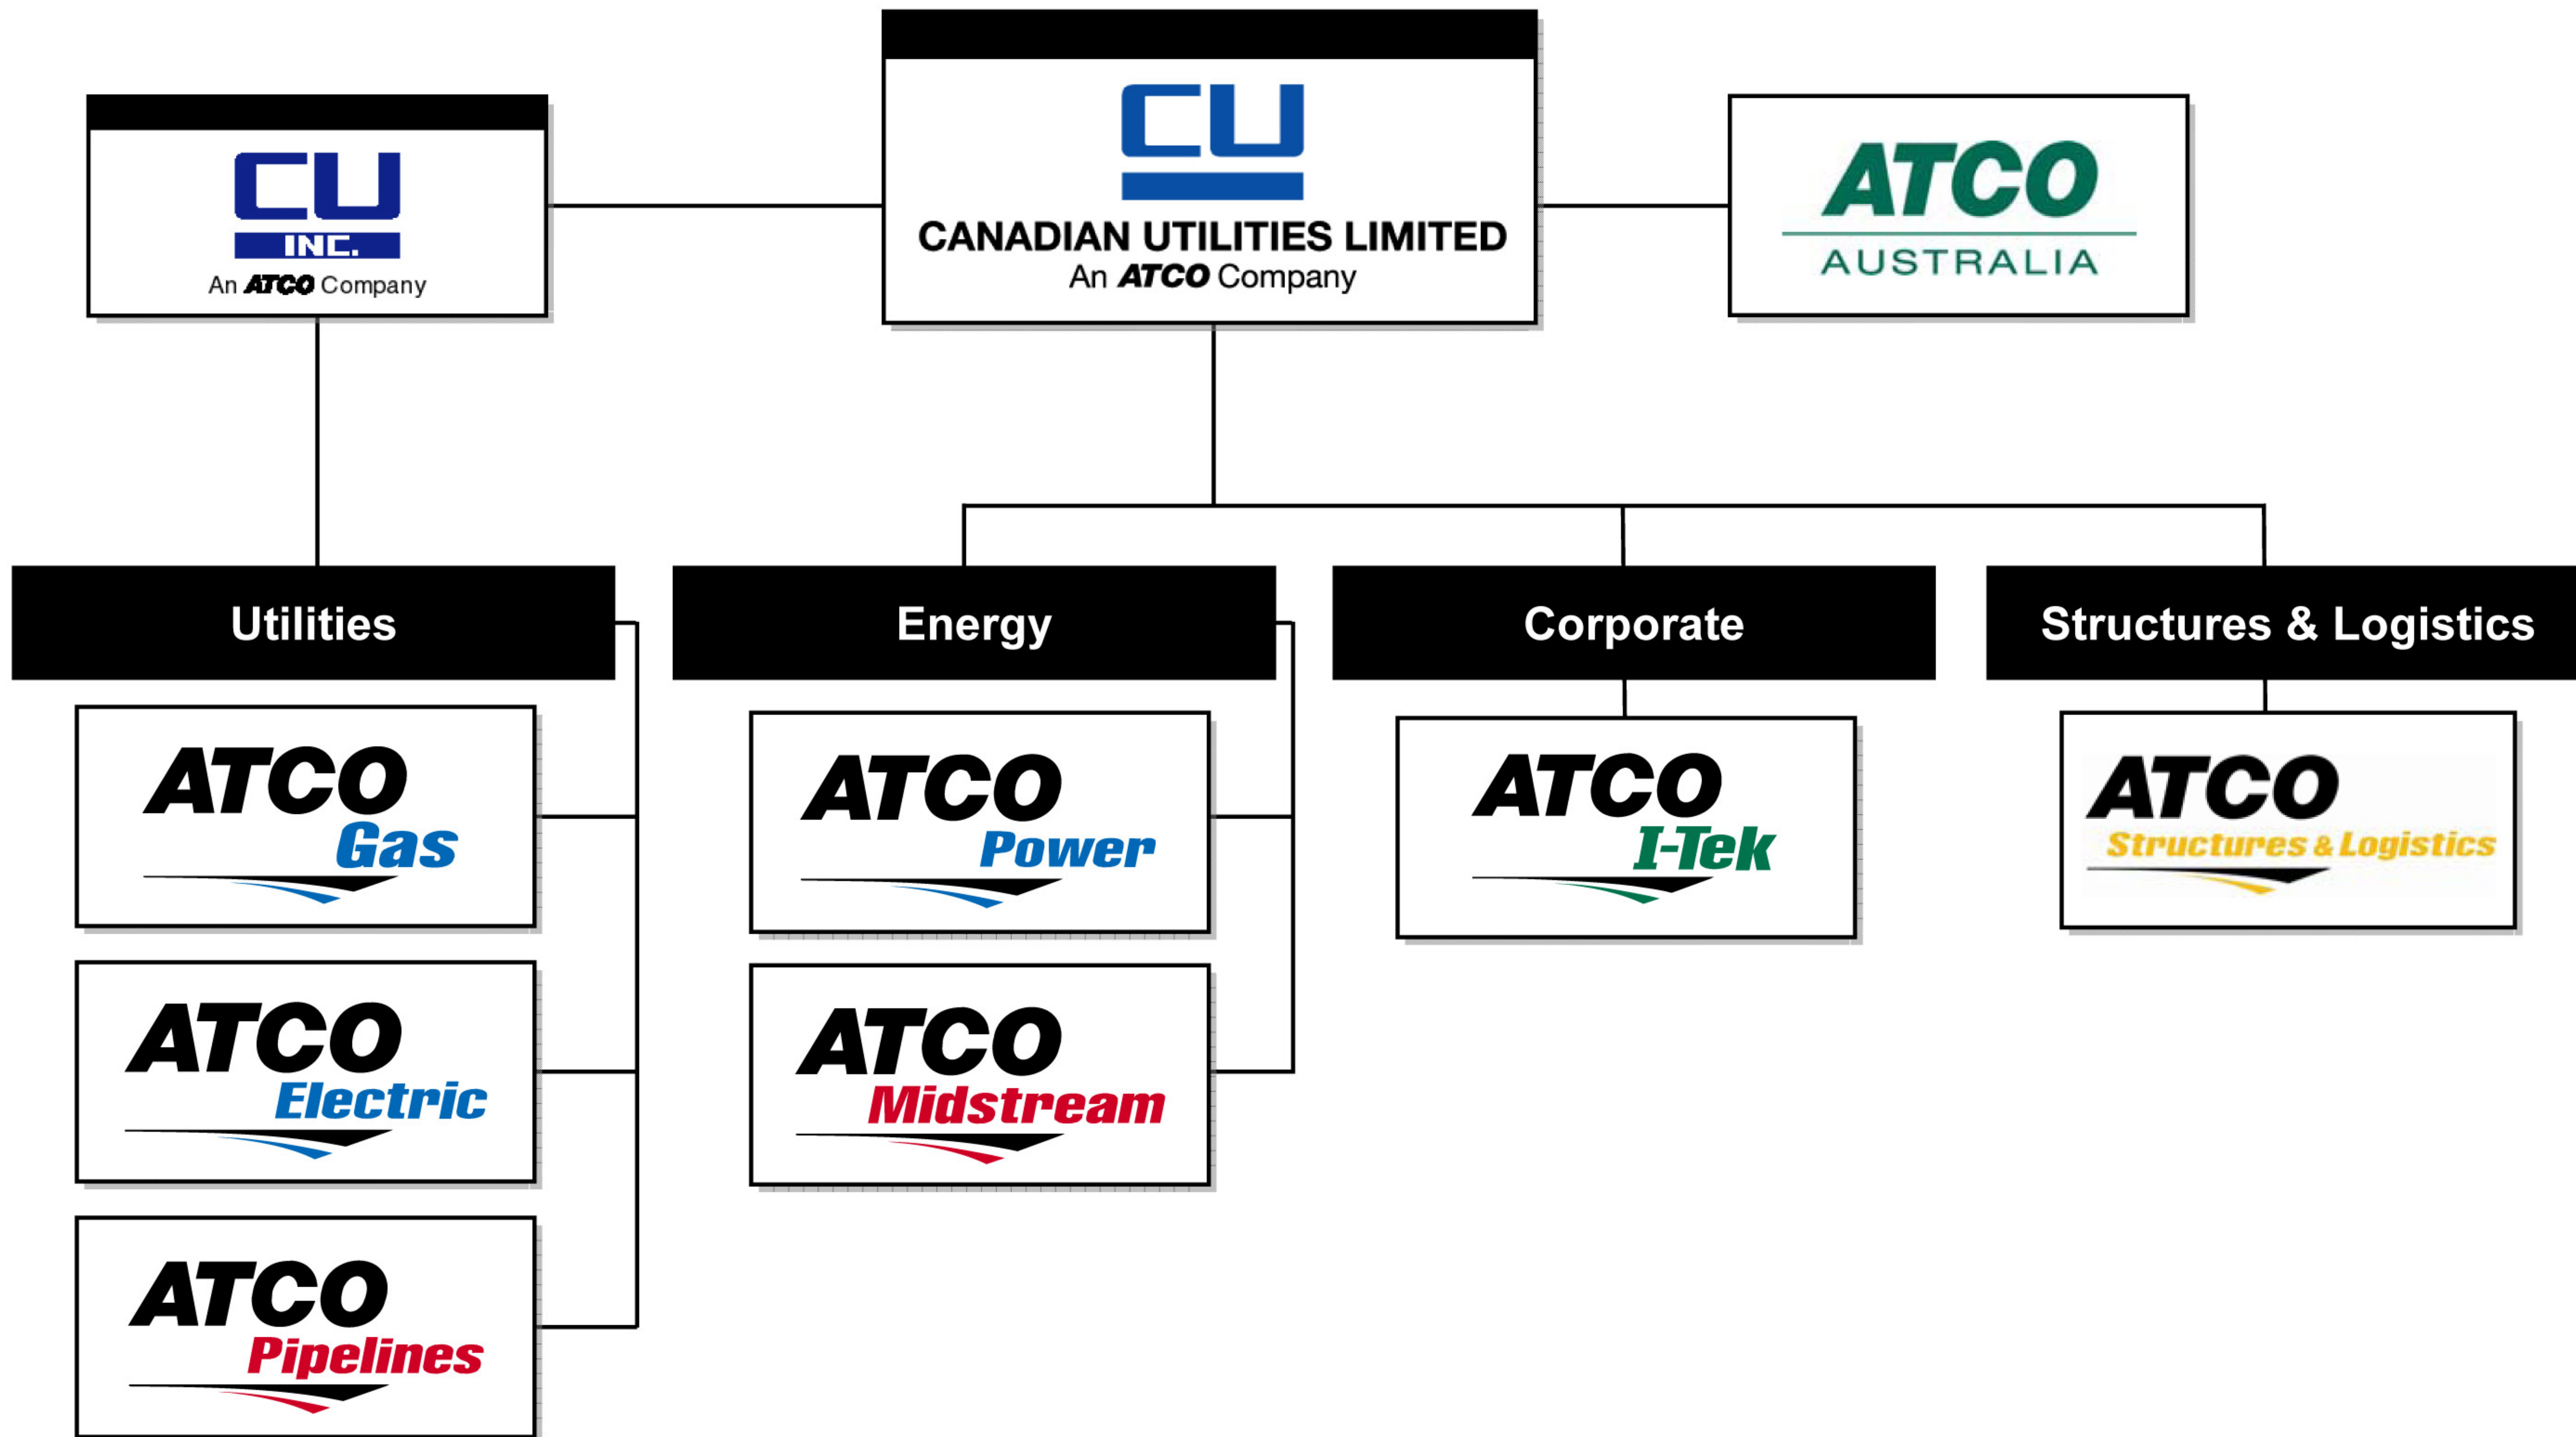 CU
INC.
An ATCO Company
CU
CANADIAN UTILITIES LIMITED
An ATCO Company
ATCO
AUSTRALIA
Utilities
Energy
Corporate
Structures & Logistics
ATCO
Gas
ATCO
Power
ATCO
I-Tek
ATCO
Structures & Logistics
ATCO
Electric
ATCO
Midstream
ATCO
Pipelines